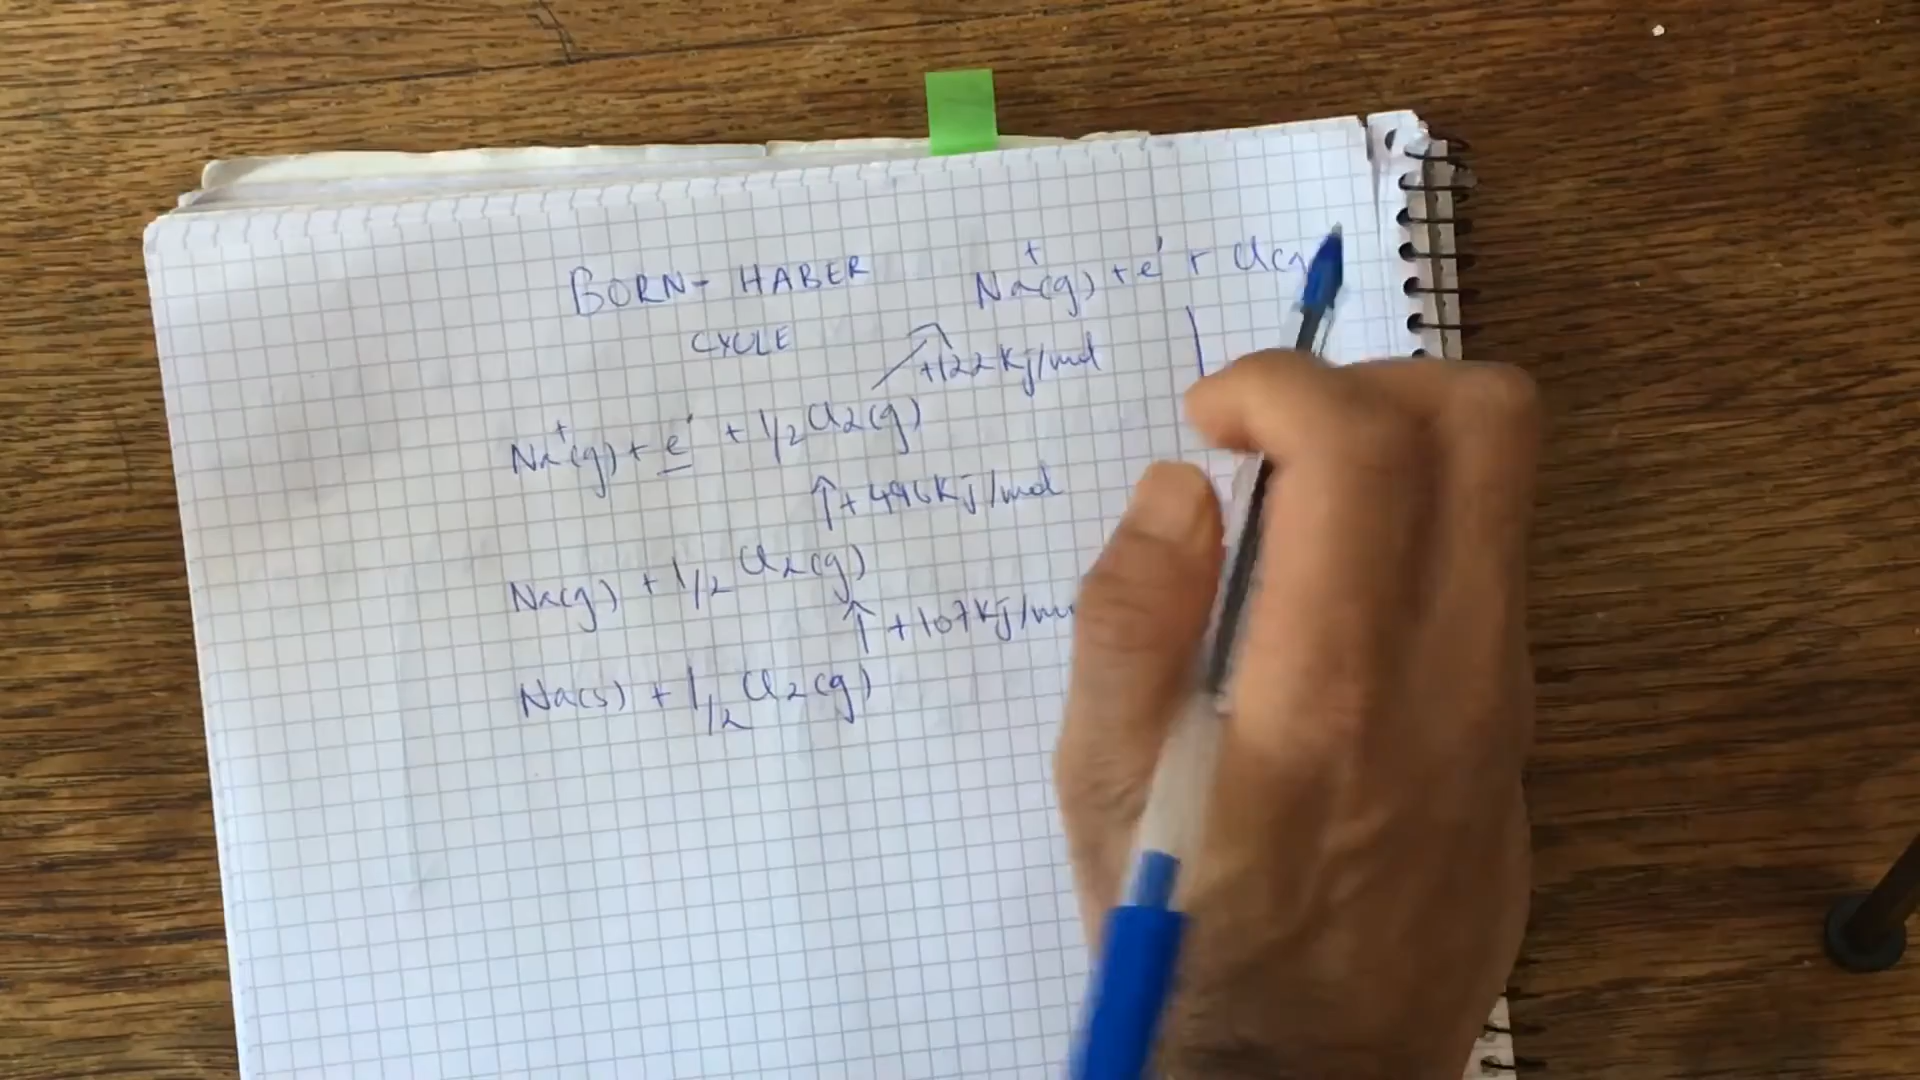 BORN- HABER
CYCLE
Na⁺(g) + e' + Cl(g
+122 KJ/mol
Na⁺(g) + e' + 1/2 Cl2(g)
↑ + 496 KJ/mol
Na(g) + 1/2 Cl2(g)
↑ + 107 KJ/mo
Na(s) + 1/2 Cl2(g)